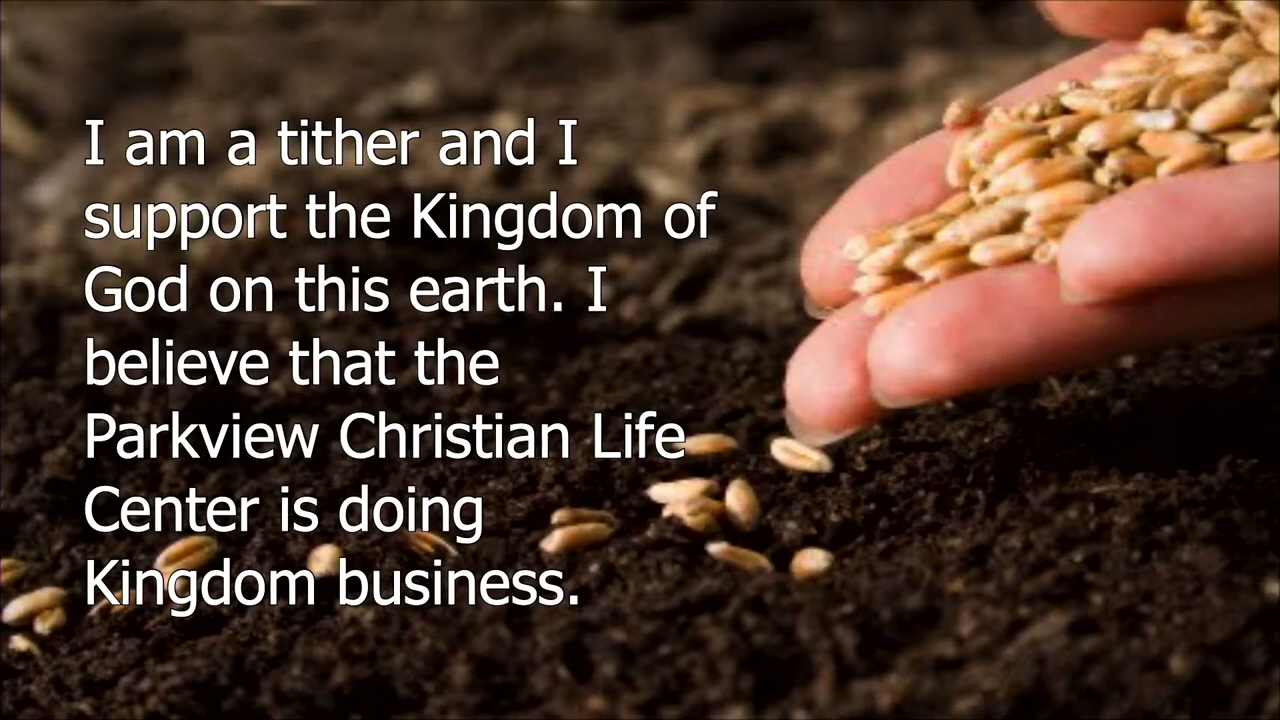 I am a tither and I
support the Kingdom of
God on this earth. I
believe that the
Parkview Christian Life
Center is doing
Kingdom business.